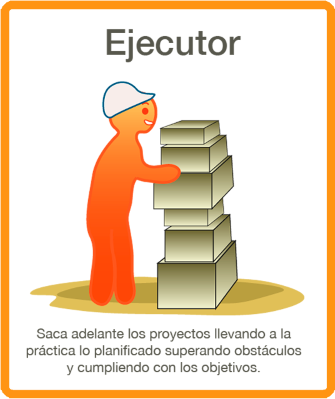 Ejecutor
Saca adelante los proyectos llevando a la
práctica lo planificado superando obstáculos
y cumpliendo con los objetivos.